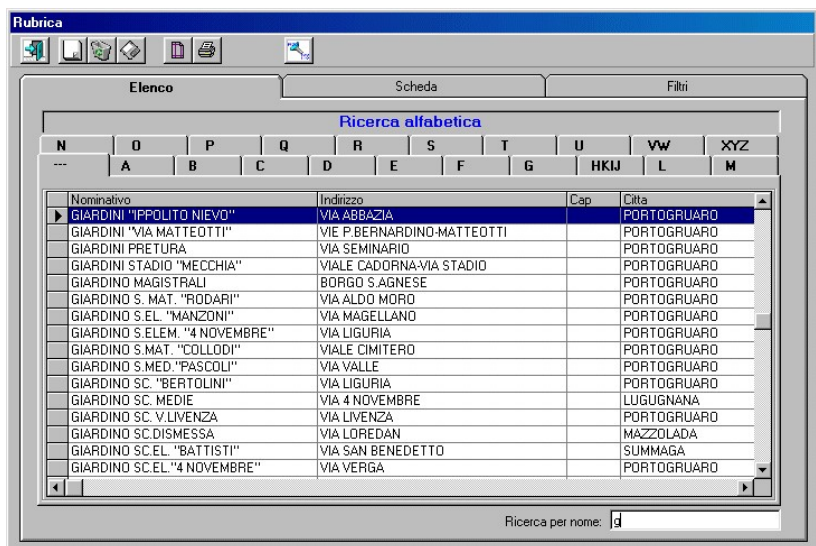 Rubrica
Elenco Scheda Filtri
Ricerca alfabetica
N O P Q R S T U VW XYZ
--- A B C D E F G HKIJ L M
Nominativo Indirizzo Cap Citta
GIARDINI "IPPOLITO NIEVO" VIA ABBAZIA PORTOGRUARO
GIARDINI "VIA MATTEOTTI" VIE P.BERNARDINO-MATTEOTTI PORTOGRUARO
GIARDINI PRETURA VIA SEMINARIO PORTOGRUARO
GIARDINI STADIO "MECCHIA" VIALE CADORNA-VIA STADIO PORTOGRUARO
GIARDINO MAGISTRALI BORGO S.AGNESE PORTOGRUARO
GIARDINO S. MAT. "RODARI" VIA ALDO MORO PORTOGRUARO
GIARDINO S.EL. "MANZONI" VIA MAGELLANO PORTOGRUARO
GIARDINO S.ELEM. "4 NOVEMBRE" VIA LIGURIA PORTOGRUARO
GIARDINO S.MAT. "COLLODI" VIALE CIMITERO PORTOGRUARO
GIARDINO S.MED."PASCOLI" VIA VALLE PORTOGRUARO
GIARDINO SC. "BERTOLINI" VIA LIGURIA PORTOGRUARO
GIARDINO SC. MEDIE VIA 4 NOVEMBRE LUGUGNANA
GIARDINO SC. V.LIVENZA VIA LIVENZA PORTOGRUARO
GIARDINO SC.DISMESSA VIA LOREDAN MAZZOLADA
GIARDINO SC.EL. "BATTISTI" VIA SAN BENEDETTO SUMMAGA
GIARDINO SC.EL."4 NOVEMBRE" VIA VERGA PORTOGRUARO
Ricerca per nome: g